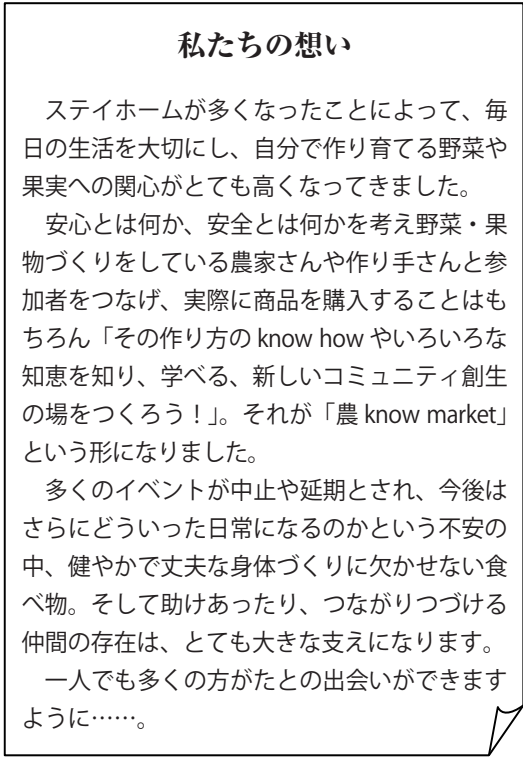 私たちの想い
　ステイホームが多くなったことによって、毎
日の生活を大切にし、自分で作り育てる野菜や
果実への関心がとても高くなってきました。
　安心とは何か、安全とは何かを考え野菜・果
物づくりをしている農家さんや作り手さんと参
加者をつなげ、実際に商品を購入することはも
ちろん「その作り方の know how やいろいろな
知恵を知り、学べる、新しいコミュニティ創生
の場をつくろう！」。それが「農 know market」
という形になりました。
　多くのイベントが中止や延期とされ、今後は
さらにどういった日常になるのかという不安の
中、健やかで丈夫な身体づくりに欠かせない食
べ物。そして助けあったり、つながりつづける
仲間の存在は、とても大きな支えになります。
　一人でも多くの方がたとの出会いができます
ように……。